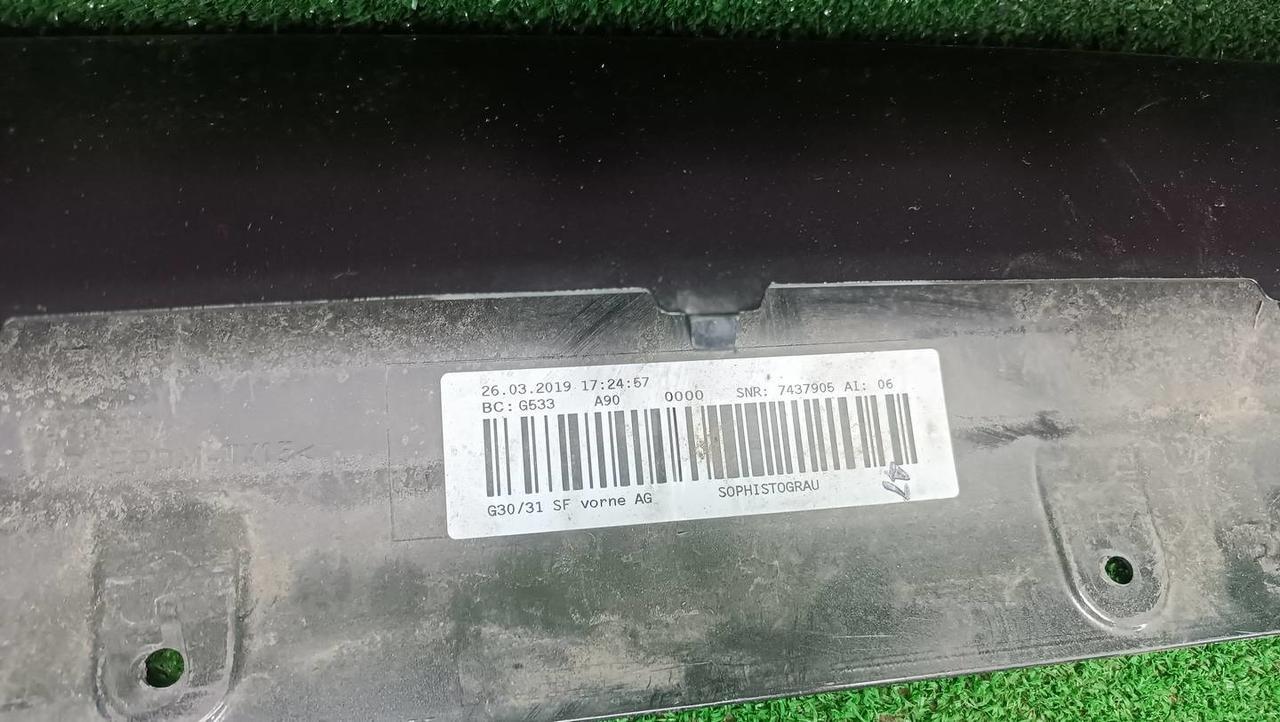 26.03.2019 17:24:57
BC: G533 A90 0000 SNR: 7437905 AI: 06
G30/31 SF vorne AG SOPHISTOGRAU